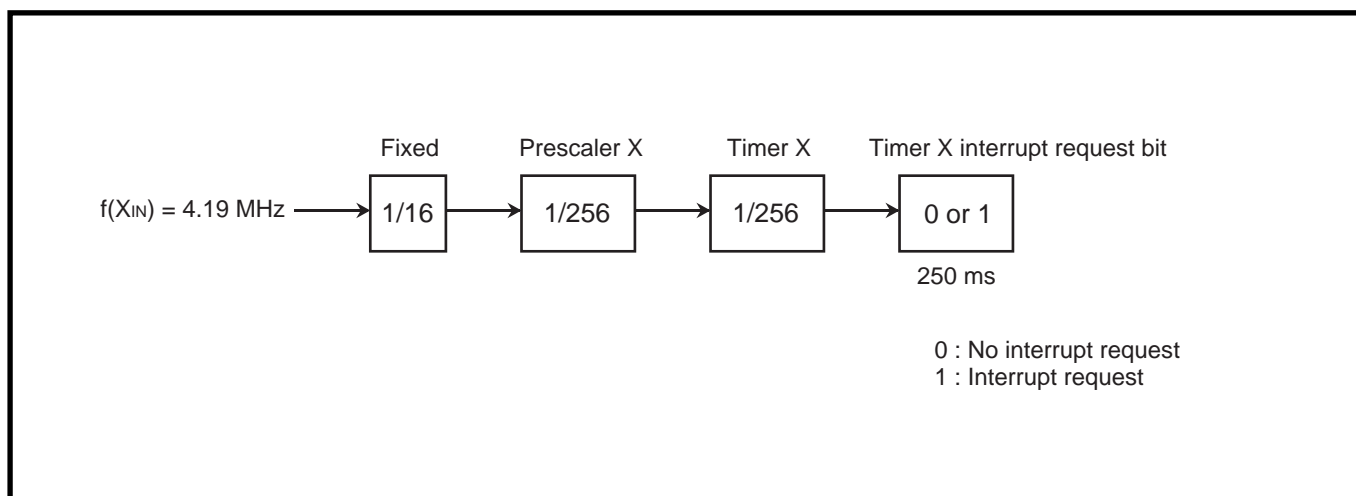 Fixed Prescaler X Timer X Timer X interrupt request bit
f(XIN) = 4.19 MHz 1/16 1/256 1/256 0 or 1
250 ms
0 : No interrupt request
1 : Interrupt request